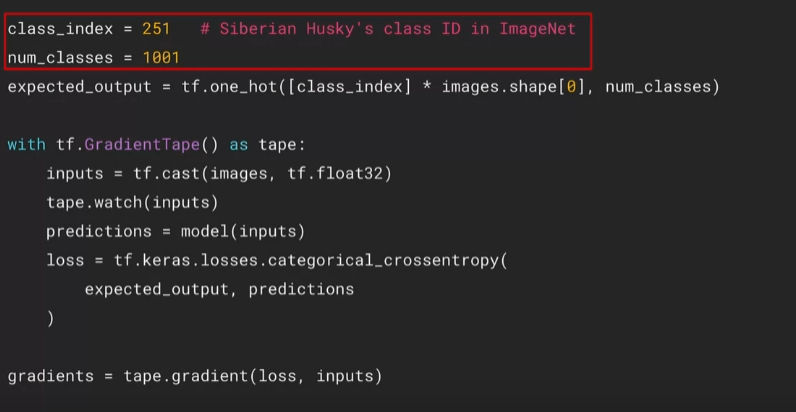 class_index = 251   # Siberian Husky's class ID in ImageNet
num_classes = 1001
expected_output = tf.one_hot([class_index] * images.shape[0], num_classes)

with tf.GradientTape() as tape:
    inputs = tf.cast(images, tf.float32)
    tape.watch(inputs)
    predictions = model(inputs)
    loss = tf.keras.losses.categorical_crossentropy(
        expected_output, predictions
    )

gradients = tape.gradient(loss, inputs)